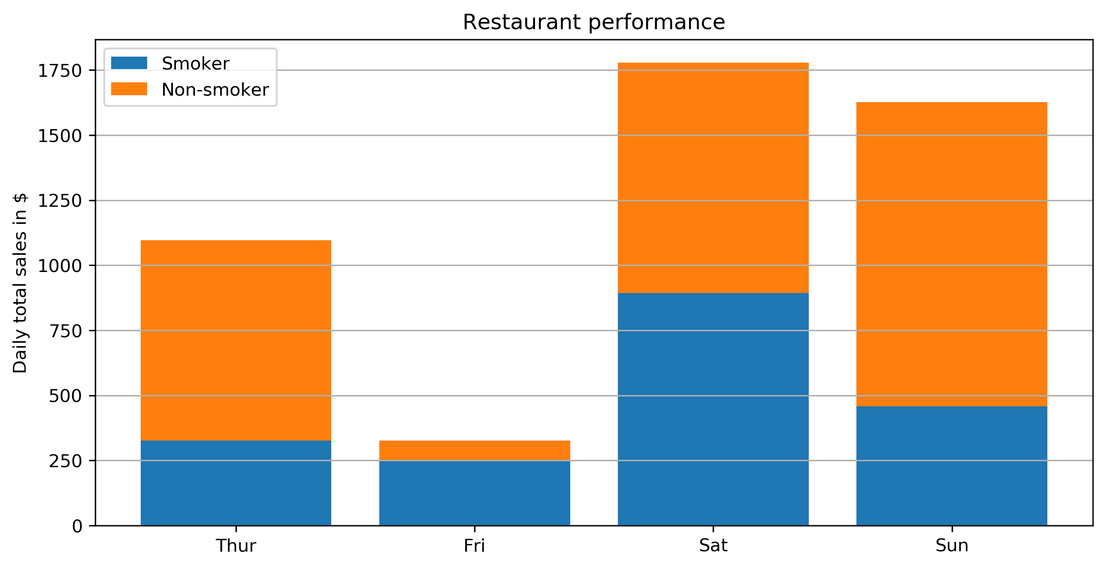 Restaurant performance
Smoker
Non-smoker
Daily total sales in $
1750
1500
1250
1000
750
500
250
0
Thur Fri Sat Sun